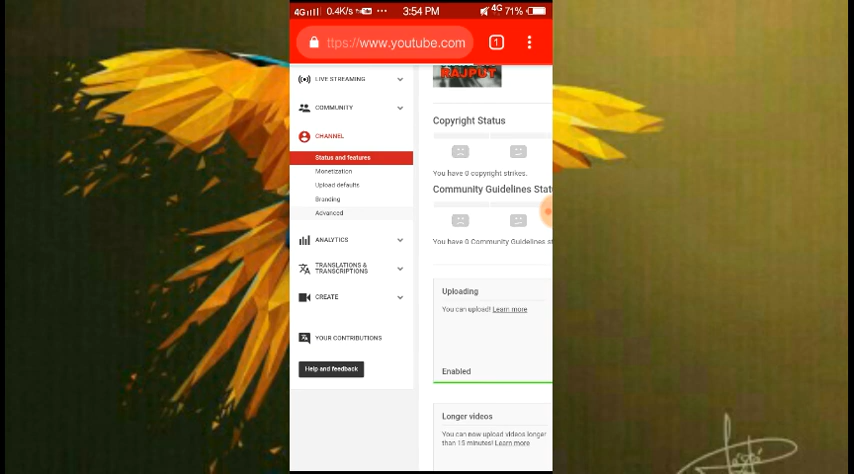 4G 0.4K/s ••• 3:54 PM 4G 71%
ttps://www.youtube.com 1
LIVE STREAMING
COMMUNITY
CHANNEL
Status and features
Monetization
Upload defaults
Branding
Advanced
ANALYTICS
TRANSLATIONS &
TRANSCRIPTIONS
CREATE
YOUR CONTRIBUTIONS
Help and feedback
RAJPUT
Copyright Status
You have 0 copyright strikes.
Community Guidelines Stat
You have 0 Community Guidelines st
Uploading
You can upload! Learn more
Enabled
Longer videos
You can now upload videos longer
than 15 minutes! Learn more